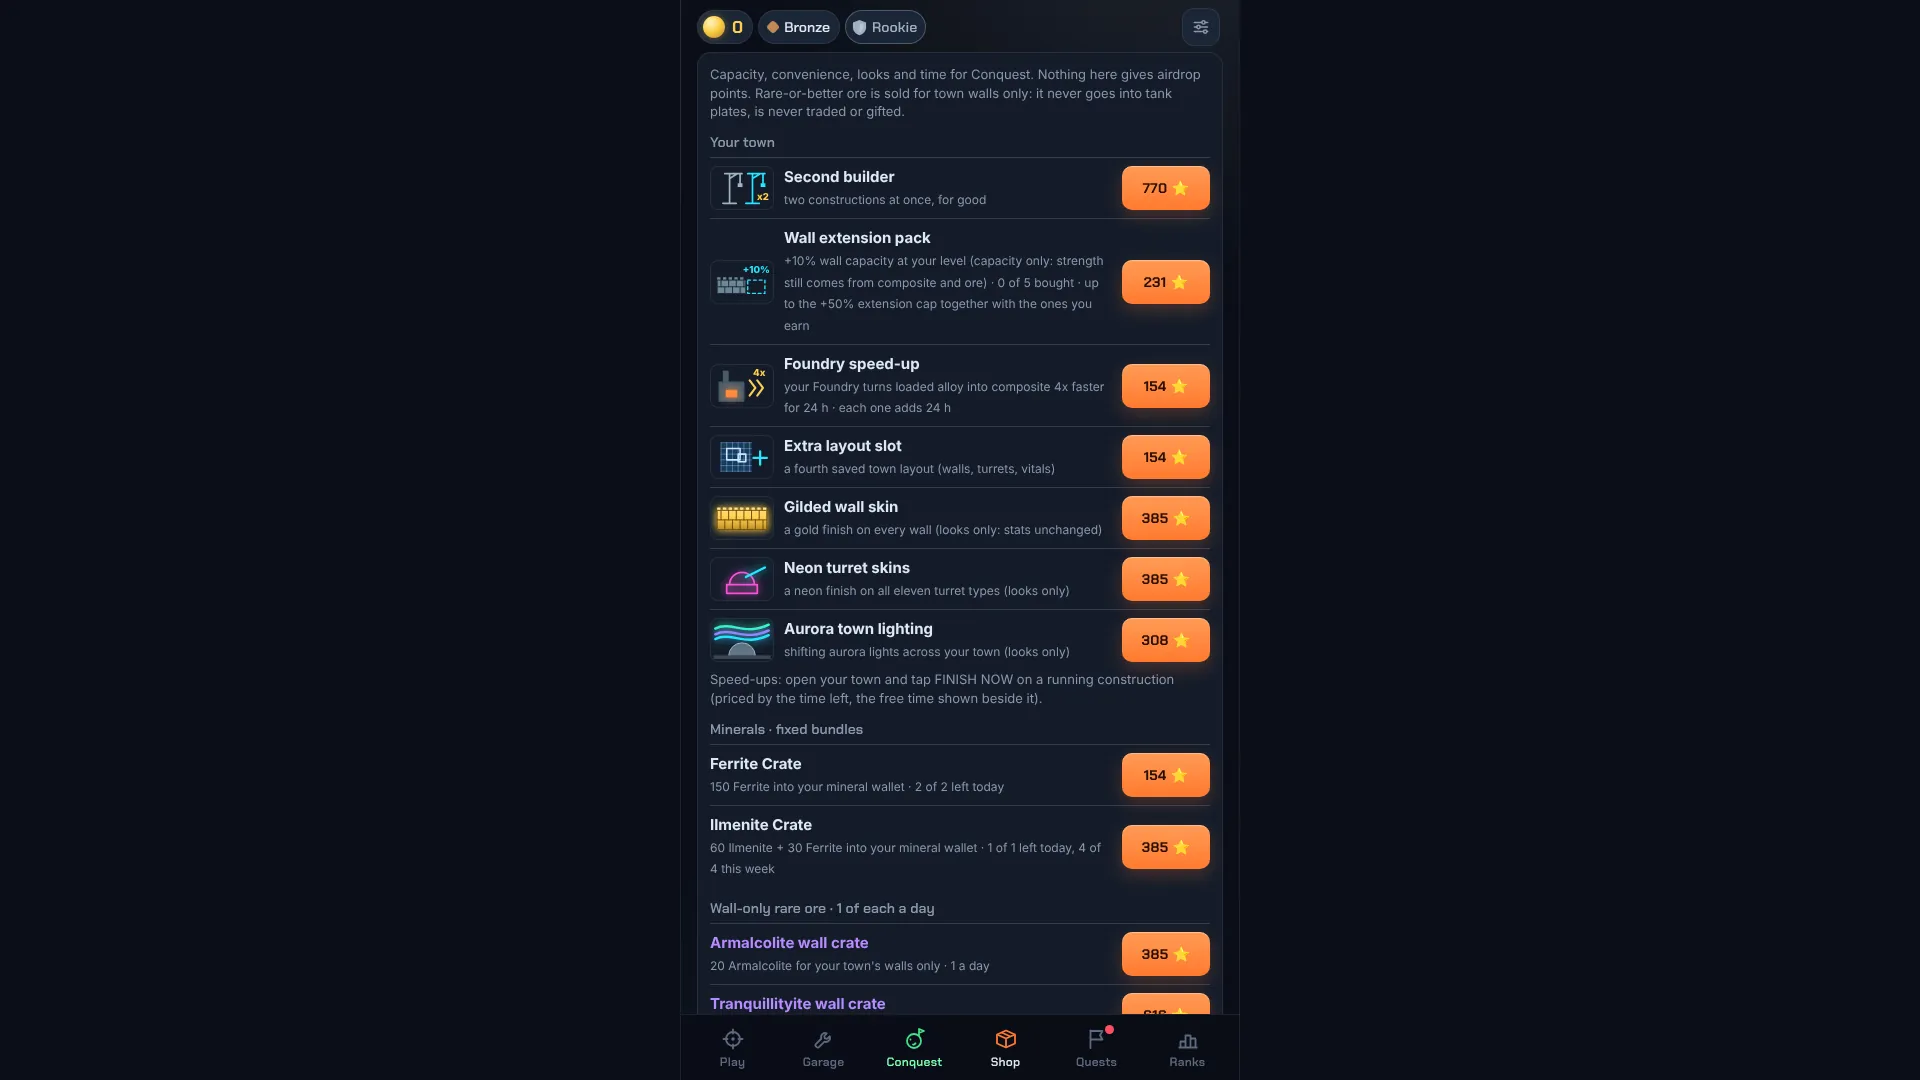 0
Bronze
Rookie
Capacity, convenience, looks and time for Conquest. Nothing here gives airdrop
points. Rare-or-better ore is sold for town walls only: it never goes into tank
plates, is never traded or gifted.
Your town
x2
Second builder
two constructions at once, for good
770
Wall extension pack
+10%
+10% wall capacity at your level (capacity only: strength
still comes from composite and ore) · 0 of 5 bought · up
to the +50% extension cap together with the ones you
earn
231
4x
Foundry speed-up
your Foundry turns loaded alloy into composite 4x faster
for 24 h · each one adds 24 h
154
Extra layout slot
a fourth saved town layout (walls, turrets, vitals)
154
Gilded wall skin
a gold finish on every wall (looks only: stats unchanged)
385
Neon turret skins
a neon finish on all eleven turret types (looks only)
385
Aurora town lighting
shifting aurora lights across your town (looks only)
308
Speed-ups: open your town and tap FINISH NOW on a running construction
(priced by the time left, the free time shown beside it).
Minerals · fixed bundles
Ferrite Crate
150 Ferrite into your mineral wallet · 2 of 2 left today
154
Ilmenite Crate
60 Ilmenite + 30 Ferrite into your mineral wallet · 1 of 1 left today, 4 of
4 this week
385
Wall-only rare ore · 1 of each a day
Armalcolite wall crate
20 Armalcolite for your town's walls only · 1 a day
385
Tranquillityite wall crate
Play
Garage
Conquest
Shop
Quests
Ranks